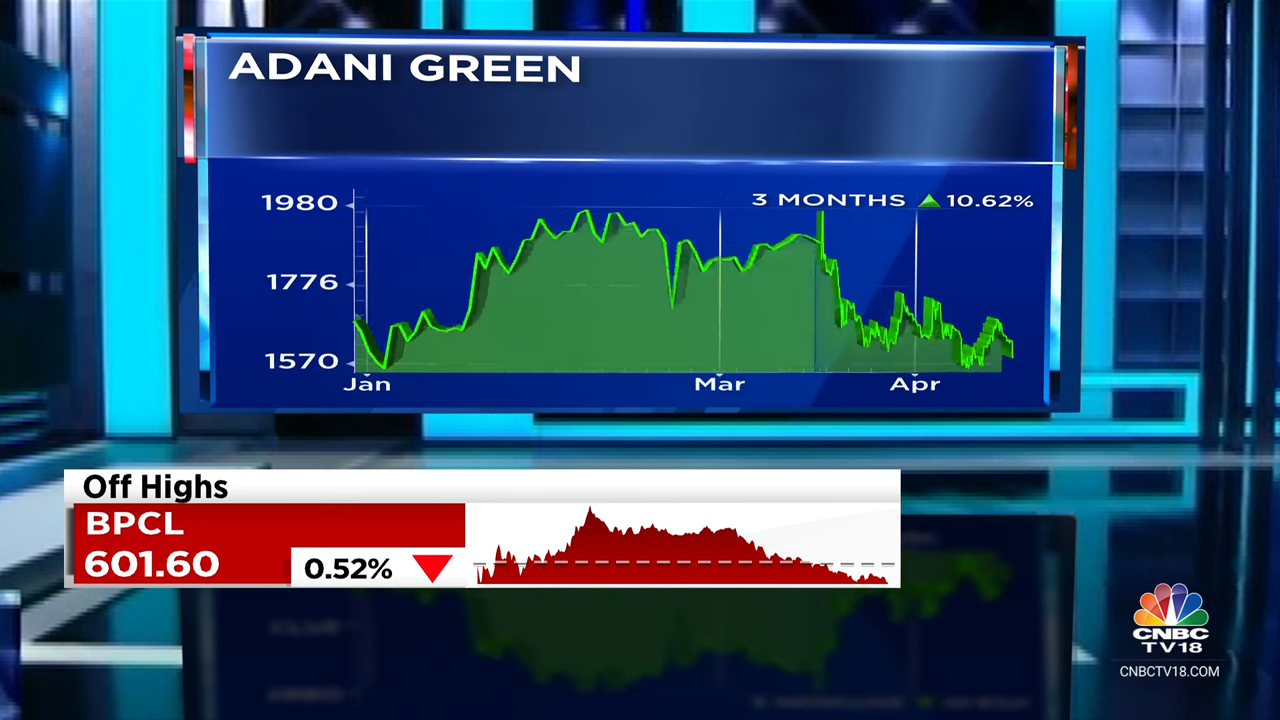 ADANI GREEN
3 MONTHS ▲ 10.62%
1980
1776
1570
Jan Mar Apr
Off Highs
BPCL
601.60
0.52% ▼
CNBC
TV18
CNBCTV18.COM